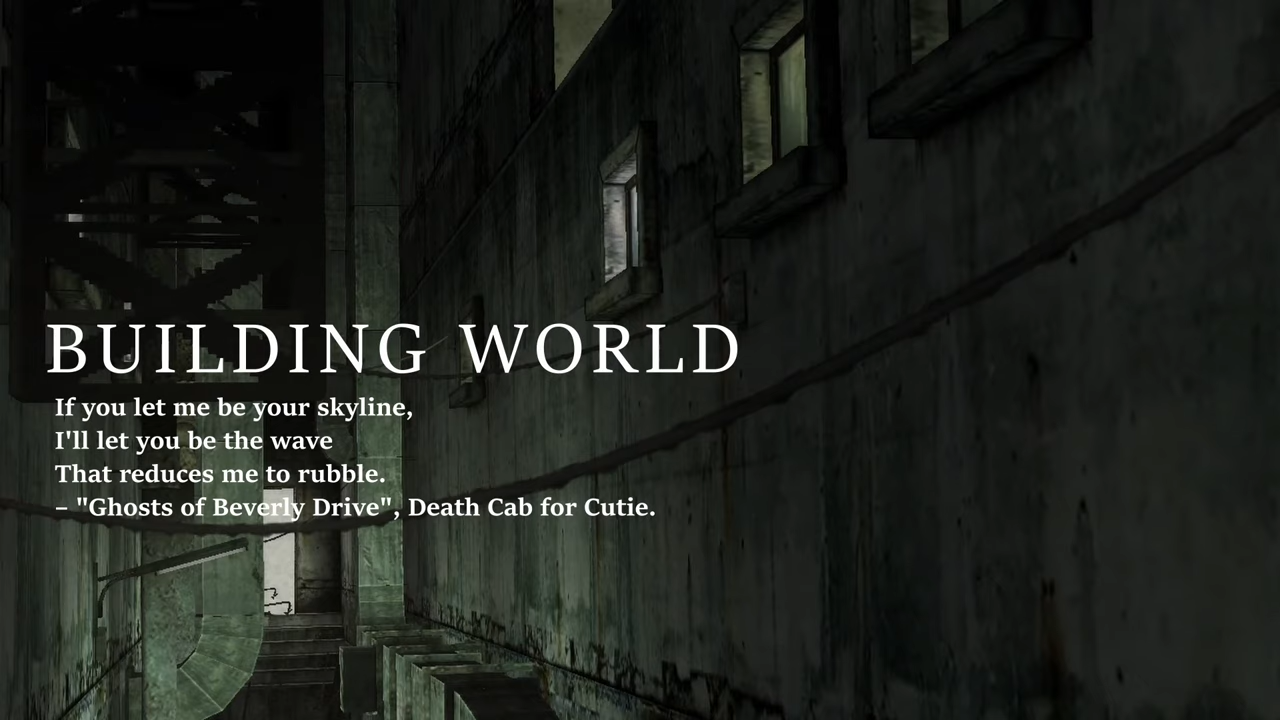 BUILDING WORLD
If you let me be your skyline,
I'll let you be the wave
That reduces me to rubble.
– "Ghosts of Beverly Drive", Death Cab for Cutie.